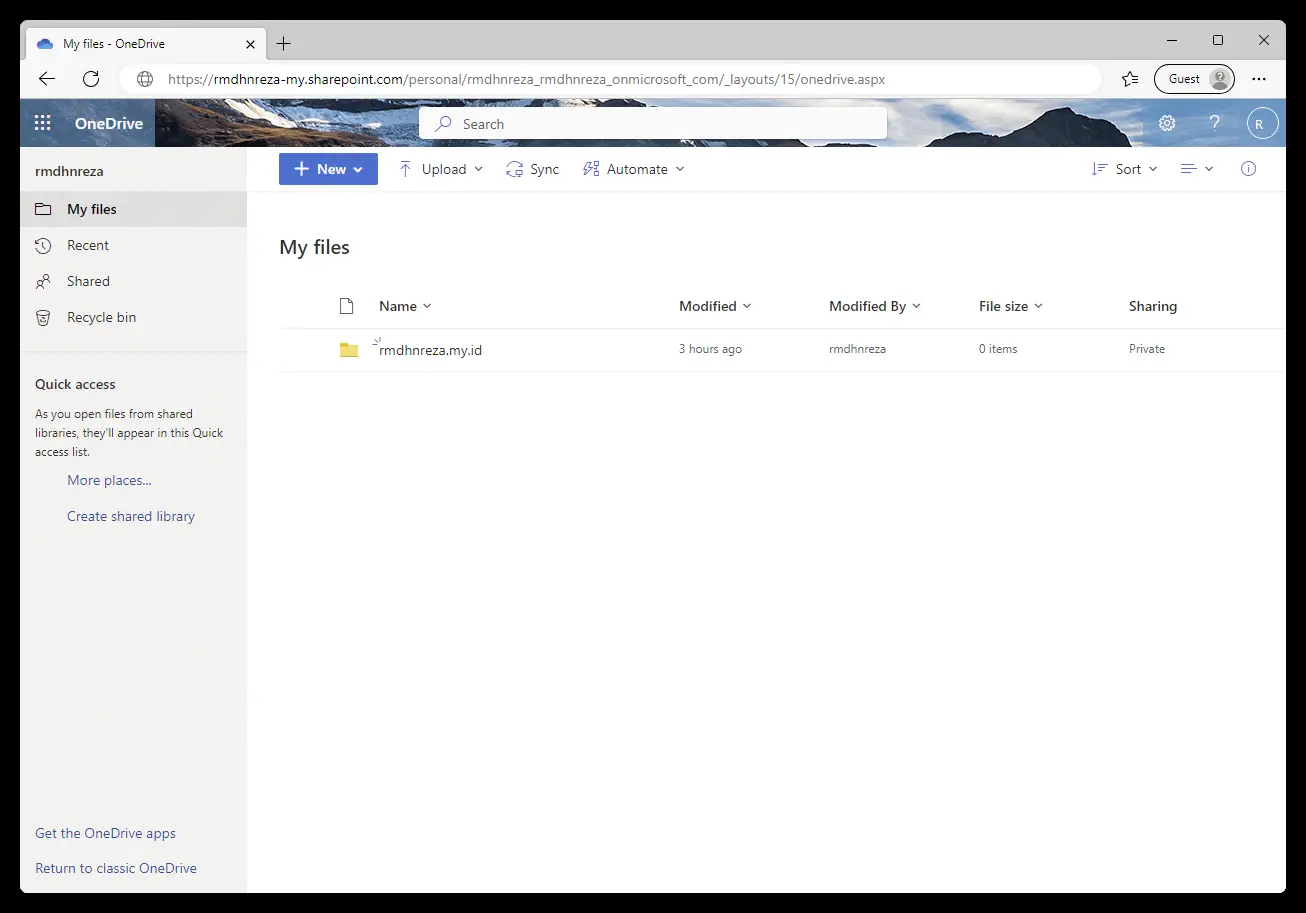 My files - OneDrive
https://rmdhnreza-my.sharepoint.com/personal/rmdhnreza_rmdhnreza_onmicrosoft_com/_layouts/15/onedrive.aspx
Guest
OneDrive
Search
R
rmdhnreza
New
Upload
Sync
Automate
Sort
My files
Recent
Shared
Recycle bin
Quick access
As you open files from shared
libraries, they'll appear in this Quick
access list.
More places...
Create shared library
Get the OneDrive apps
Return to classic OneDrive
My files
Name Modified Modified By File size Sharing
rmdhnreza.my.id 3 hours ago rmdhnreza 0 items Private